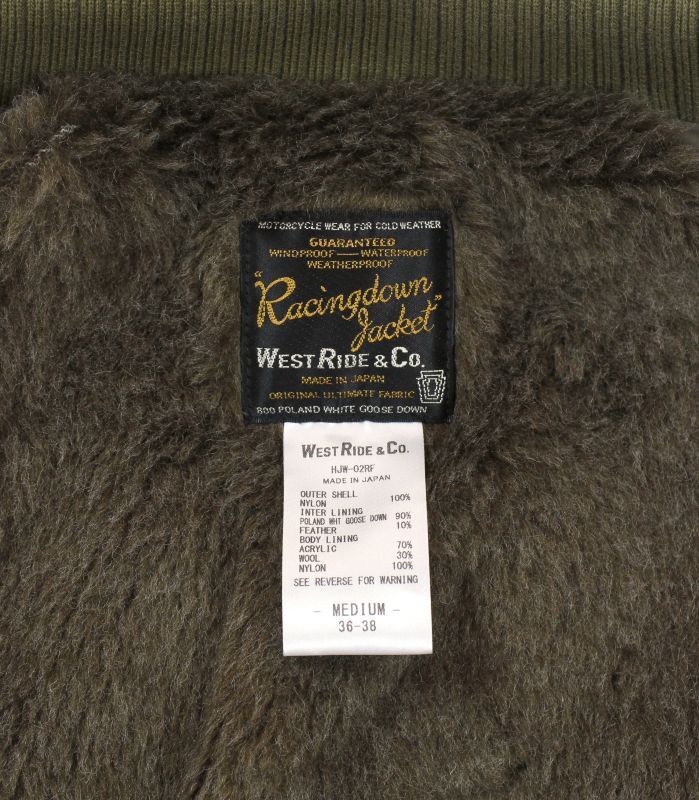 MOTORCYCLE WEAR FOR COLD WEATHER
GUARANTEED
WINDPROOF — WATERPROOF
WEATHERPROOF
"Racingdown
Jacket"
WEST RIDE & CO.
MADE IN JAPAN
ORIGINAL ULTIMATE FABRIC
800 POLAND WHITE GOOSE DOWN
WEST RIDE & CO.
HJW-02RF
MADE IN JAPAN
OUTER SHELL
NYLON 100%
INTER LINING
POLAND WHT GOOSE DOWN 90%
FEATHER 10%
BODY LINING
ACRYLIC 70%
WOOL 30%
NYLON 100%
SEE REVERSE FOR WARNING
- MEDIUM -
36-38